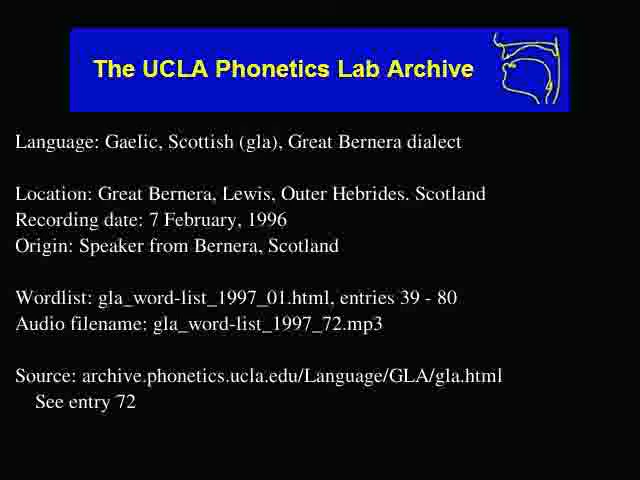 The UCLA Phonetics Lab Archive
Language: Gaelic, Scottish (gla), Great Bernera dialect
Location: Great Bernera, Lewis, Outer Hebrides. Scotland
Recording date: 7 February, 1996
Origin: Speaker from Bernera, Scotland
Wordlist: gla_word-list_1997_01.html, entries 39 - 80
Audio filename: gla_word-list_1997_72.mp3
Source: archive.phonetics.ucla.edu/Language/GLA/gla.html
See entry 72